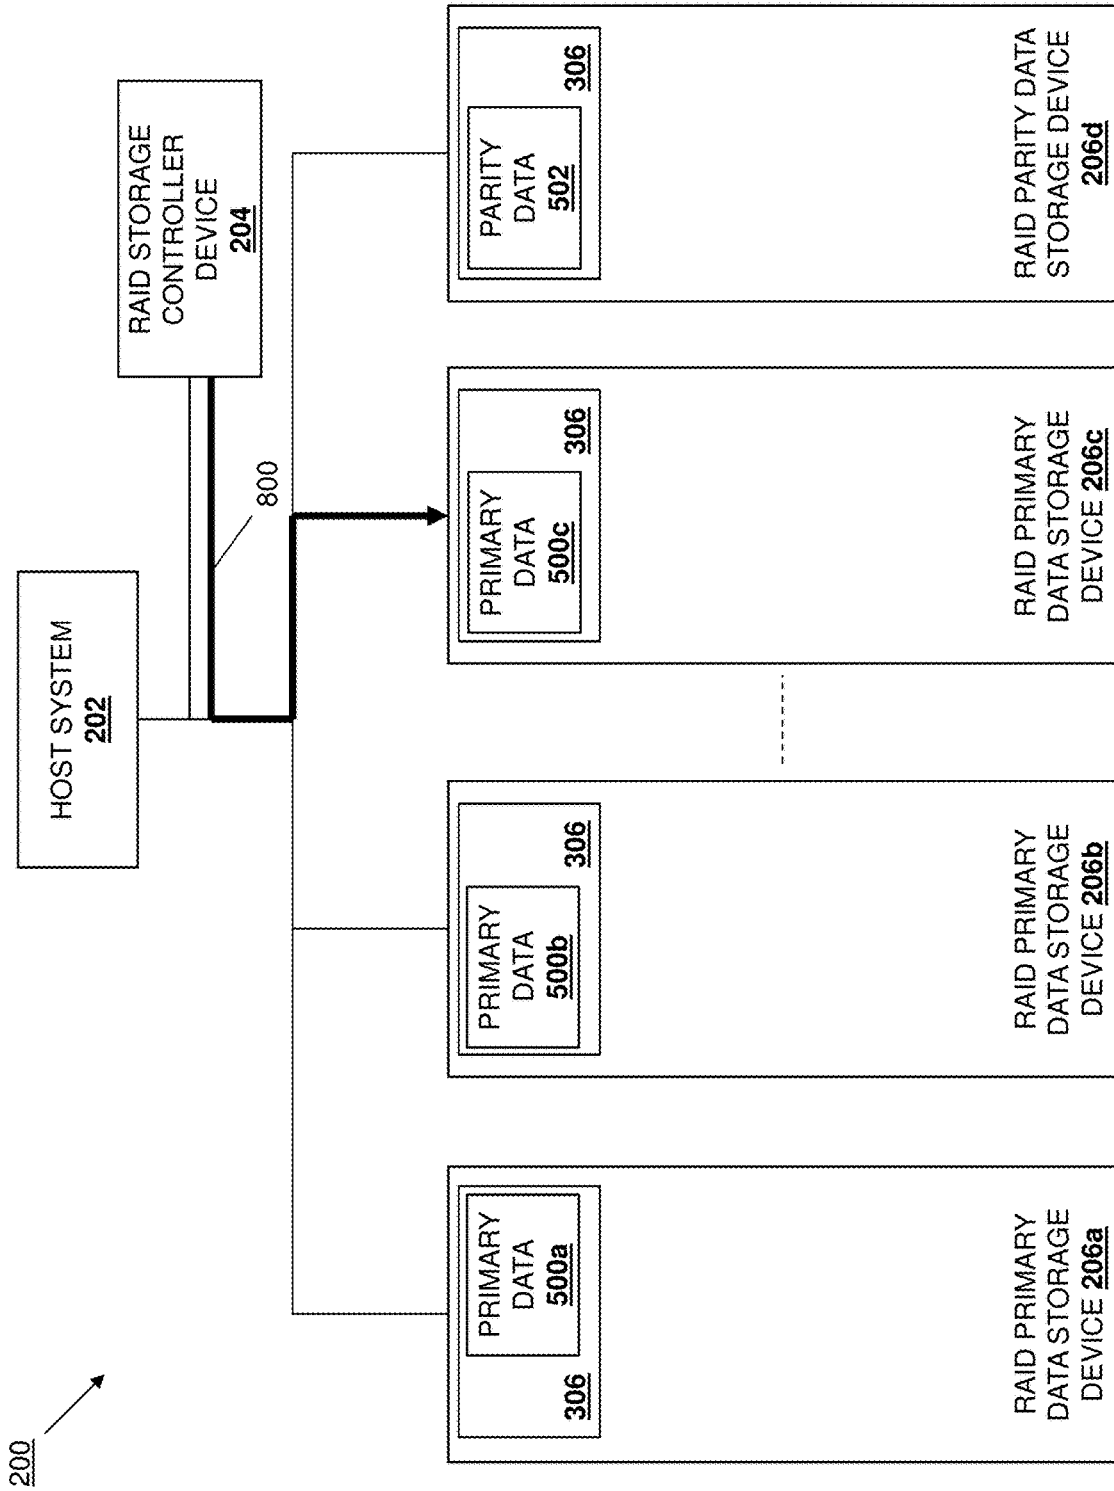 200
HOST SYSTEM
202
RAID STORAGE
CONTROLLER
DEVICE
204
800
306
PRIMARY
DATA
500a
RAID PRIMARY
DATA STORAGE
DEVICE 206a
PRIMARY
DATA
500b
306
RAID PRIMARY
DATA STORAGE
DEVICE 206b
PRIMARY
DATA
500c
306
RAID PRIMARY
DATA STORAGE
DEVICE 206c
PARITY
DATA
502
306
RAID PARITY DATA
STORAGE DEVICE
206d